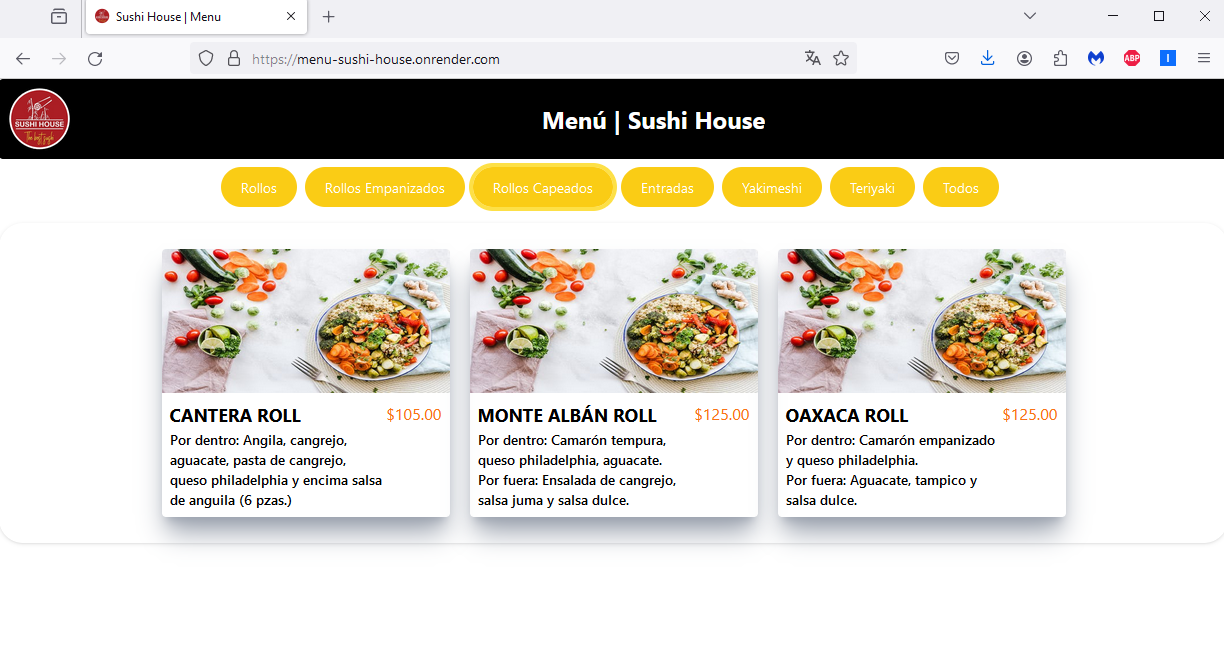 Sushi House | Menu
https://menu-sushi-house.onrender.com
ABP
I
SUSHI HOUSE
The best sushi
Menú | Sushi House
Rollos
Rollos Empanizados
Rollos Capeados
Entradas
Yakimeshi
Teriyaki
Todos
CANTERA ROLL
$105.00
Por dentro: Angila, cangrejo,
aguacate, pasta de cangrejo,
queso philadelphia y encima salsa
de anguila (6 pzas.)
MONTE ALBÁN ROLL
$125.00
Por dentro: Camarón tempura,
queso philadelphia, aguacate.
Por fuera: Ensalada de cangrejo,
salsa juma y salsa dulce.
OAXACA ROLL
$125.00
Por dentro: Camarón empanizado
y queso philadelphia.
Por fuera: Aguacate, tampico y
salsa dulce.